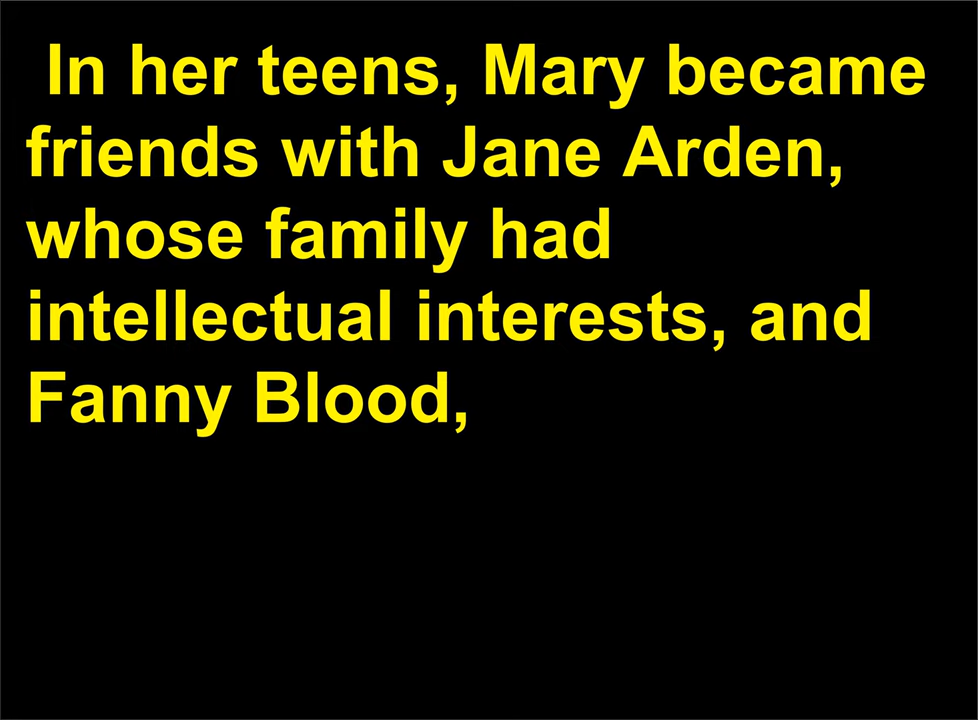 In her teens, Mary became
friends with Jane Arden,
whose family had
intellectual interests, and
Fanny Blood,